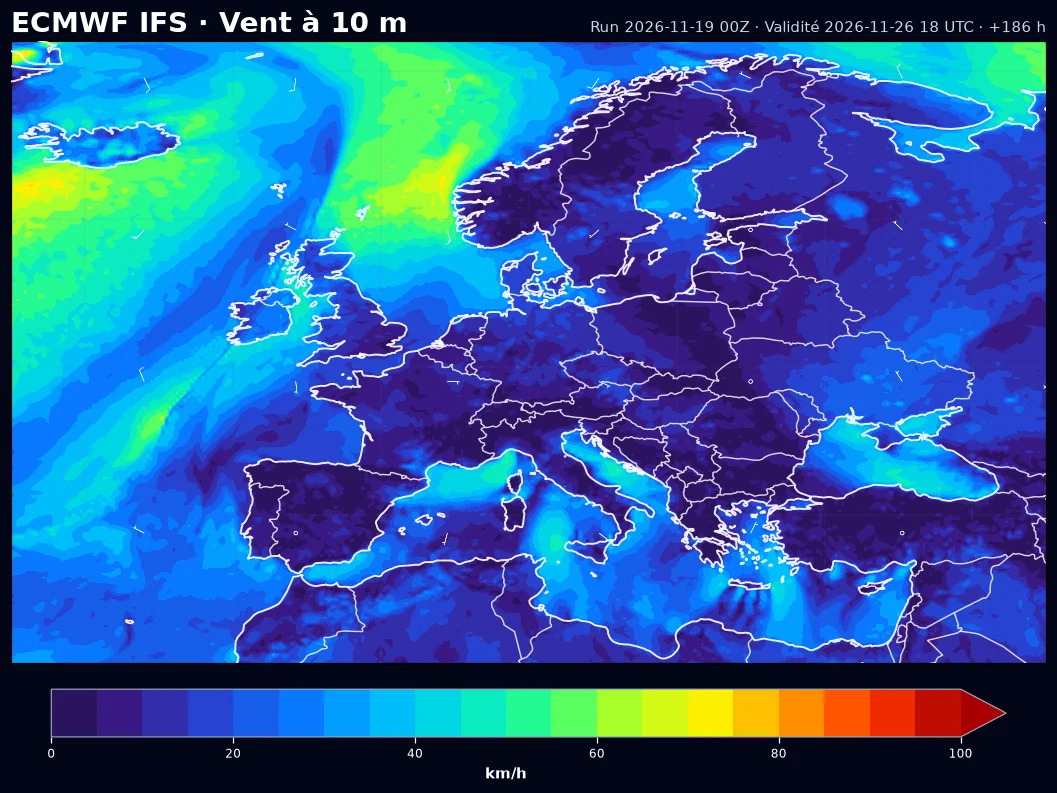 ECMWF IFS · Vent à 10 m
Run 2026-11-19 00Z · Validité 2026-11-26 18 UTC · +186 h
0 20 40 60 80 100
km/h